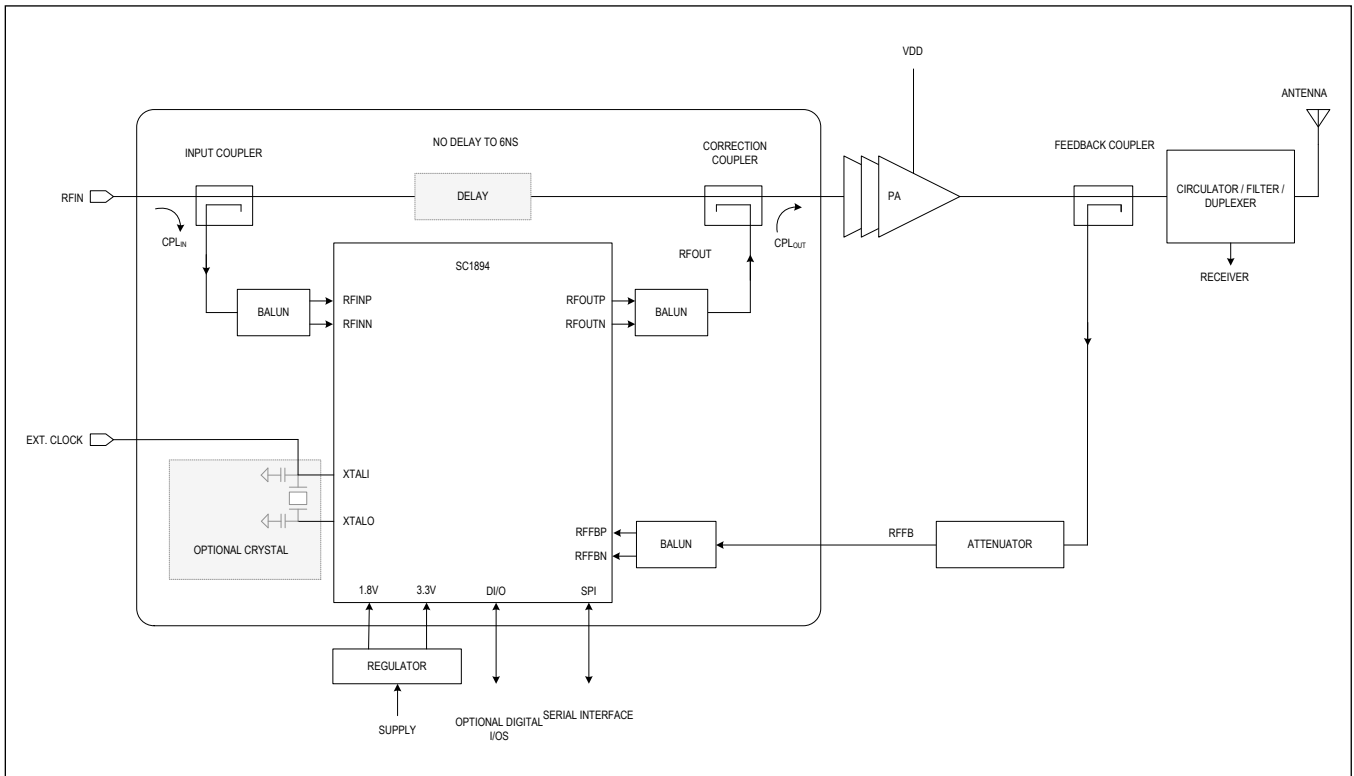 VDD
ANTENNA
NO DELAY TO 6NS
INPUT COUPLER
CORRECTION
COUPLER
FEEDBACK COUPLER
RFIN
DELAY
PA
CIRCULATOR / FILTER /
DUPLEXER
CPLIN
CPLOUT
RFOUT
RECEIVER
SC1894
BALUN
RFINP
RFINN
RFOUTP
RFOUTN
BALUN
EXT. CLOCK
XTALI
XTALO
OPTIONAL CRYSTAL
RFFBP
RFFBN
BALUN
RFFB
ATTENUATOR
1.8V
3.3V
DI/O
SPI
REGULATOR
SUPPLY
OPTIONAL DIGITAL
I/OS
SERIAL INTERFACE